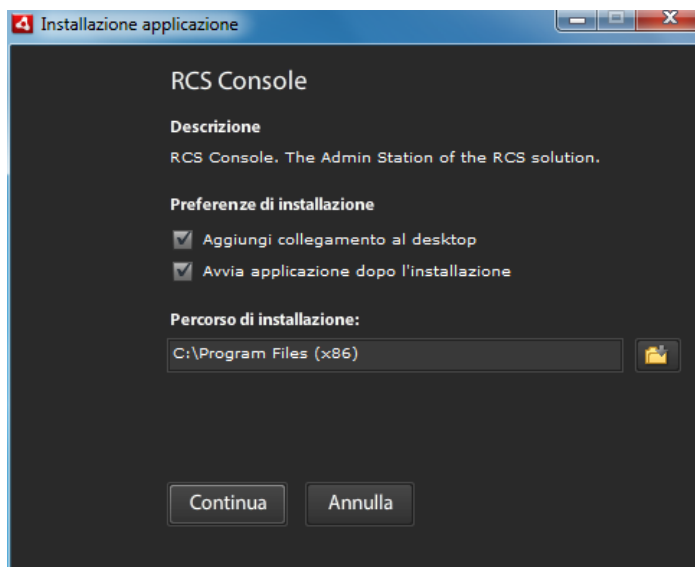 Installazione applicazione
RCS Console
Descrizione
RCS Console. The Admin Station of the RCS solution.
Preferenze di installazione
Aggiungi collegamento al desktop
Avvia applicazione dopo l'installazione
Percorso di installazione:
C:\Program Files (x86)
Continua Annulla